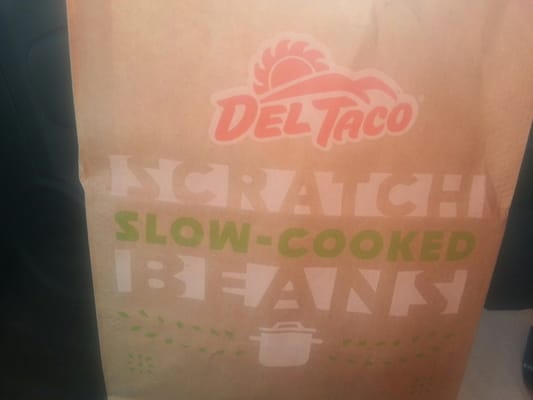 DEL TACO
SCRATCH
SLOW-COOKED
BEANS